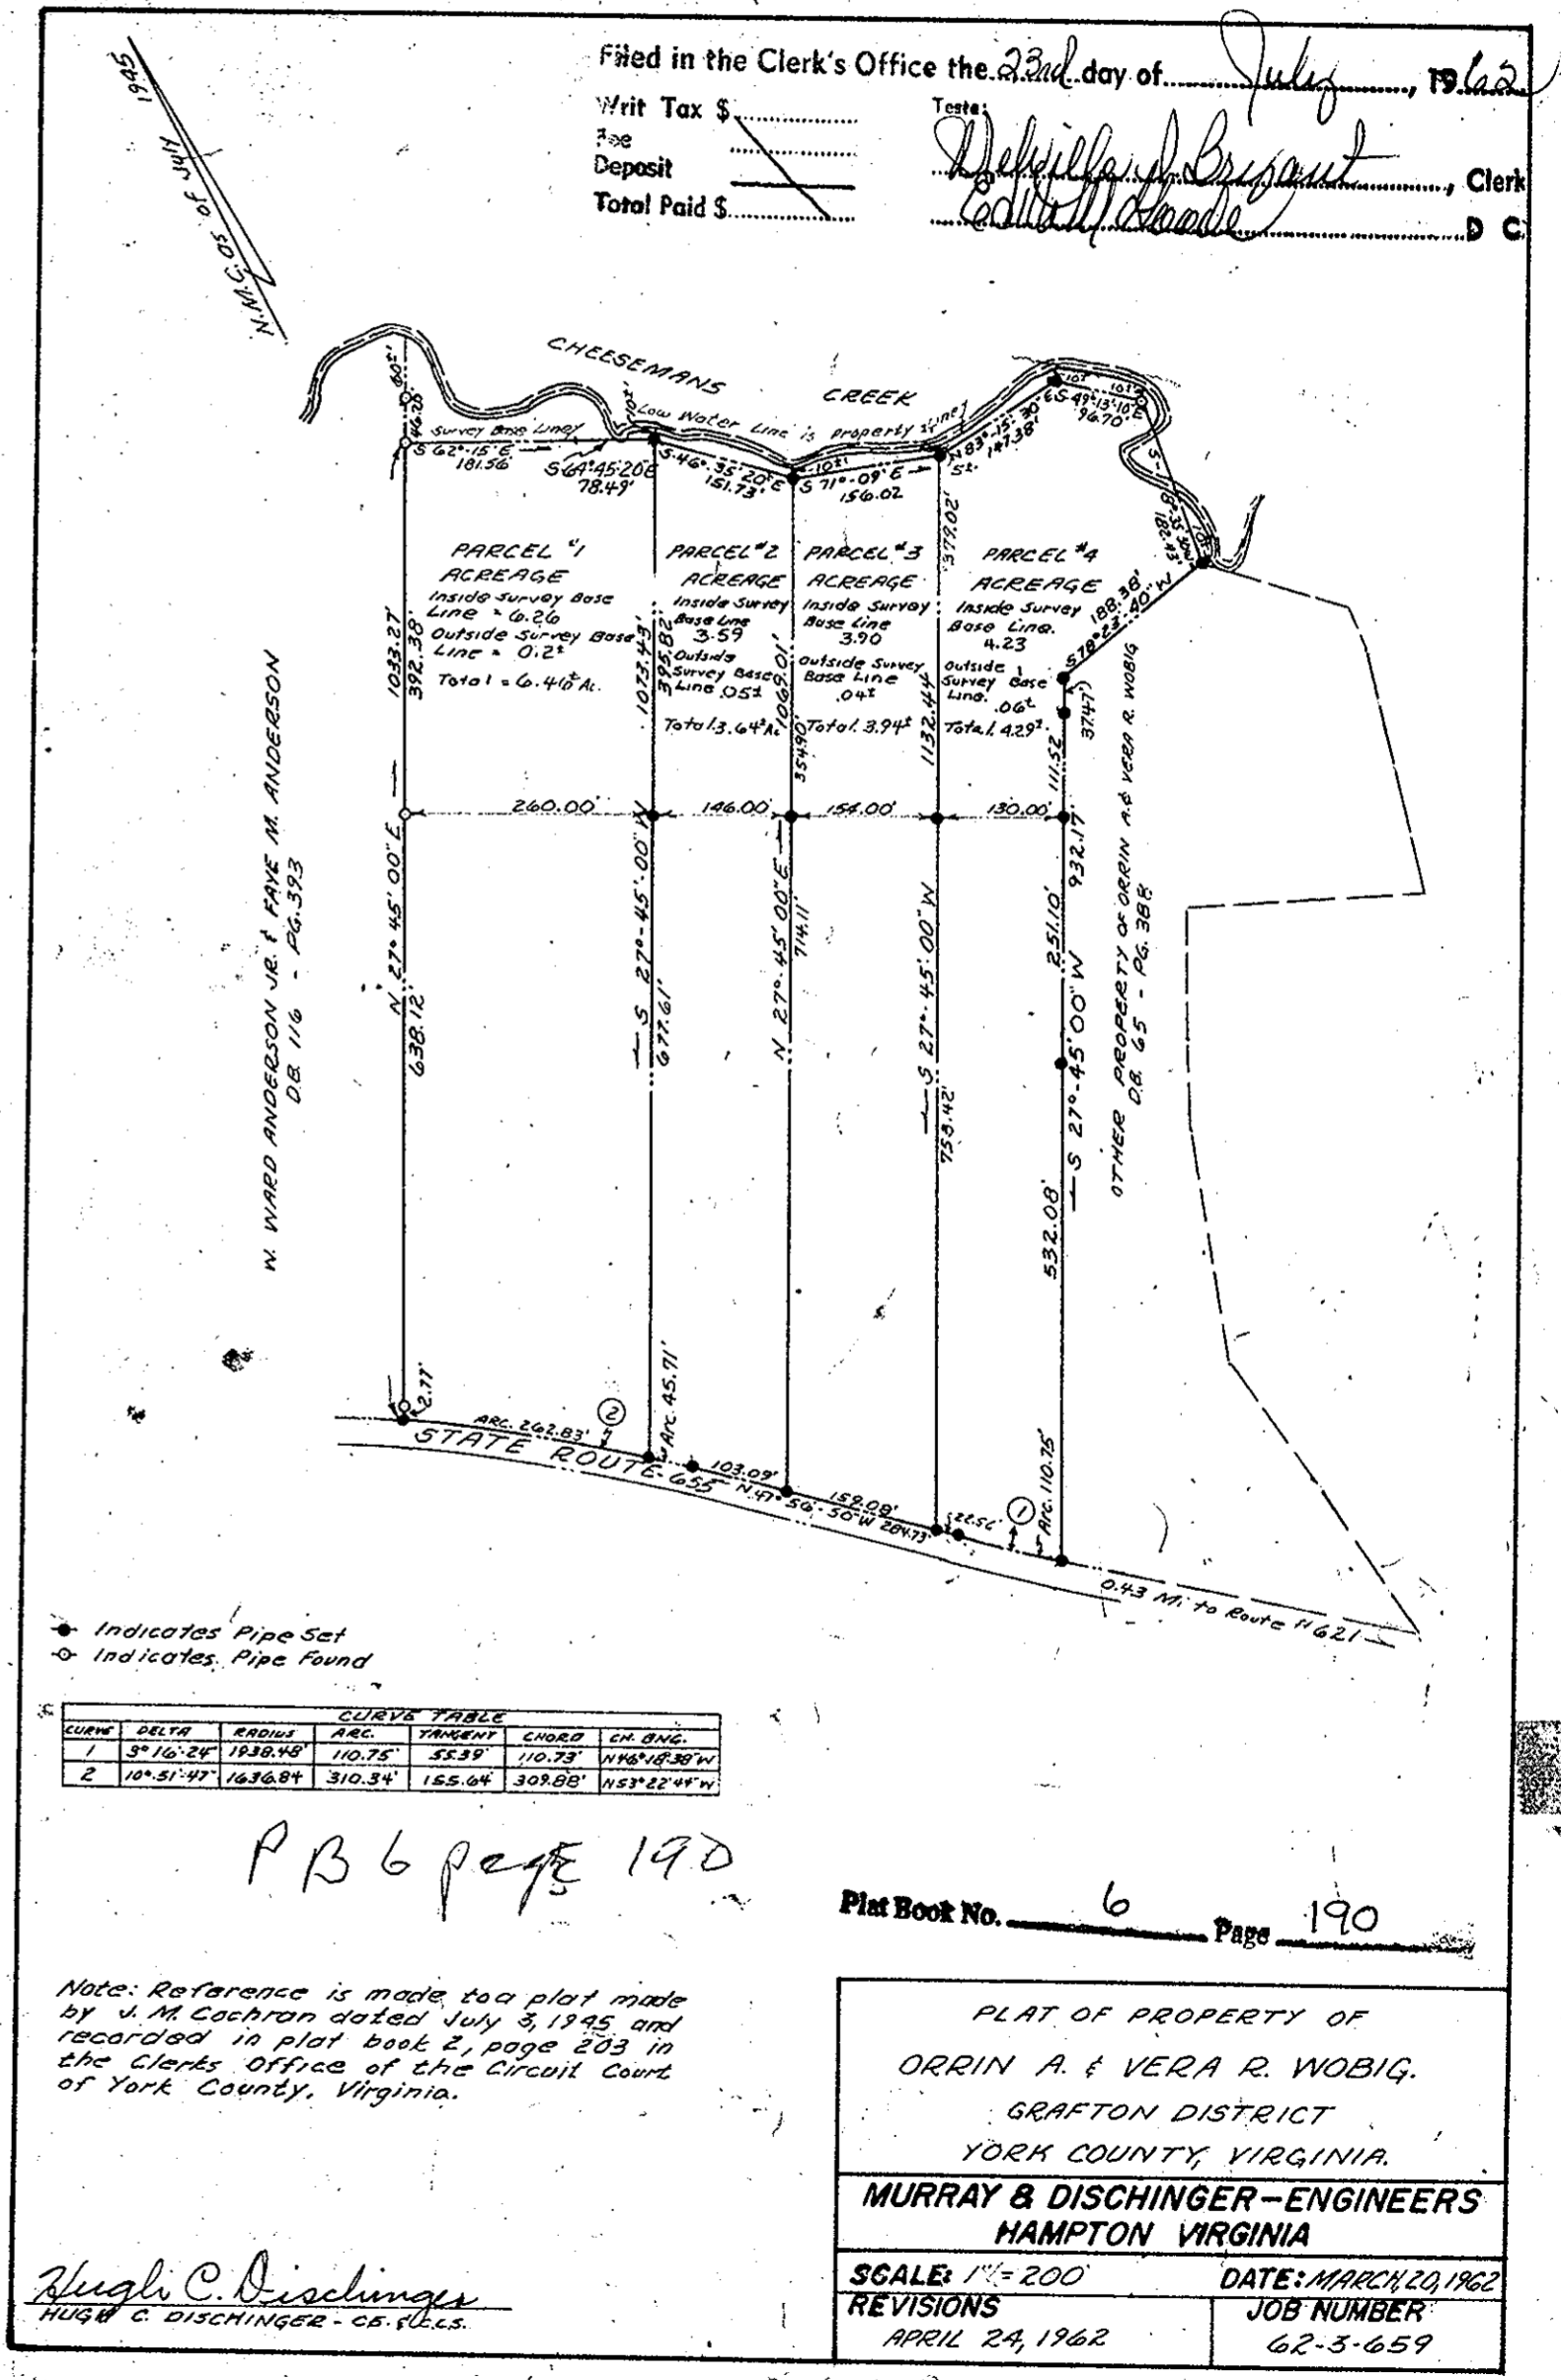 Filed in the Clerk's Office the 23rd day of July, 1962
Writ Tax $
Fee
Deposit
Total Paid $
Teste:
, Clerk
D C
N.M.C. as of July 1945
CHEESEMANS CREEK
Low Water Line is property line
Survey Base Line
60±'
46.26'
10±'
S 62°-15' E
181.56
S 64°45'20"E
78.49'
S 46°-35'-20" E
151.73'
10±'
S 71°-09' E
156.02
N 83°-15'-30" E
147.38'
5±
10±'
10±'
S 49°-13'-10" E
96.70'
182.43'
S 78°23'-40" W
188.38'
37.47'
PARCEL #1
ACREAGE
Inside Survey Base
Line = 6.26
Outside Survey Base
Line = 0.2±
Total = 6.46± Ac.
PARCEL #2
ACREAGE
Inside Survey
Base Line
3.59
Outside
Survey Base
Line .05±
Total. 3.64± Ac
PARCEL #3
ACREAGE
Inside Survey
Base Line
3.90
Outside Survey
Base Line
.04±
Total. 3.94±
PARCEL #4
ACREAGE
Inside Survey
Base Line.
4.23
Outside
Survey Base
Line.
.06±
Total. 4.29±
1033.27'
392.38'
1073.43'
395.82'
1069.01'
354.90'
379.02'
1132.44
111.52
932.17'
260.00'
146.00'
154.00'
130.00'
W. WARD ANDERSON JR. & FAYE M. ANDERSON
D.B. 116 - PG. 393
N 27° 45' 00" E
638.12'
S 27°-45'-00" W
677.61'
N 27°-45' 00" E
714.11'
S 27°-45'-00" W
753.42'
251.10'
S 27°-45' 00" W
532.08'
OTHER PROPERTY OF ORRIN A. & VERA R. WOBIG
D.B. 65 - PG. 388
2.77'
ARC. 262.83'
2
Arc. 45.71'
STATE ROUTE - 655
103.09'
N 47°-56'-50" W 284.73'
159.08'
22.56'
1
Arc. 110.75'
0.43 Mi to Route # 621
Indicates Pipe Set
Indicates Pipe Found
CURVE TABLE
CURVE DELTA RADIUS ARC. TANGENT CHORD CH. BNG.
1 3° 16'-24" 1938.48' 110.75' 55.39' 110.73' N46°18'38"W
2 10°-51'-47" 1636.84 310.34' 155.64' 309.88' N53°22'44"W
P B 6 page 190
Plat Book No. 6 Page 190
Note: Reference is made to a plat made
by J. M. Cochran dated July 3, 1945 and
recorded in plat book 2, page 203 in
the Clerks Office of the Circuit Court
of York County, Virginia.
PLAT OF PROPERTY OF
ORRIN A. & VERA R. WOBIG.
GRAFTON DISTRICT
YORK COUNTY, VIRGINIA.
MURRAY & DISCHINGER-ENGINEERS
HAMPTON VIRGINIA
SCALE: 1"=200'
DATE: MARCH, 20, 1962
REVISIONS
APRIL 24, 1962
JOB NUMBER
62-3-659
Hugh C. Dischinger
HUGH C. DISCHINGER - C.E. & C.L.S.